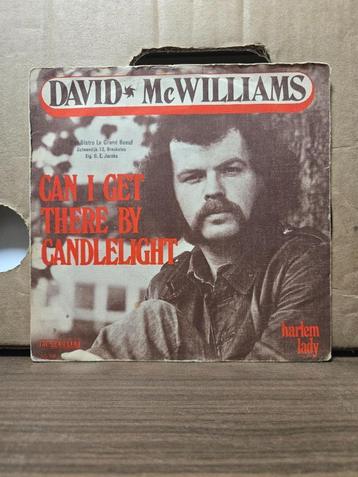 DAVID McWILLIAMS
Bistro Le Grand Boeuf
CAN I GET
THERE BY
CANDLELIGHT
harlem
lady